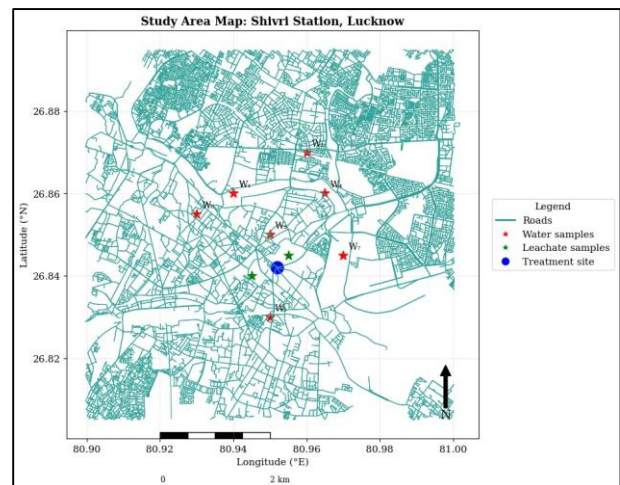 Study Area Map: Shivri Station, Lucknow
Latitude (°N)
26.88
26.86
26.84
26.82
W₇
N
80.90 80.92 80.94 80.96 80.98 81.00
Longitude (°E)
0 2 km
Legend
Roads
Water samples
Leachate samples
Treatment site